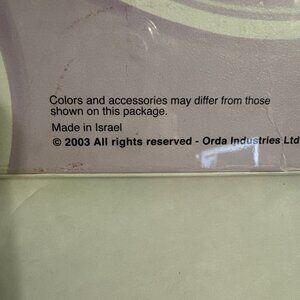 Colors and accessories may differ from those
shown on this package.
Made in Israel
© 2003 All rights reserved - Orda Industries Ltd